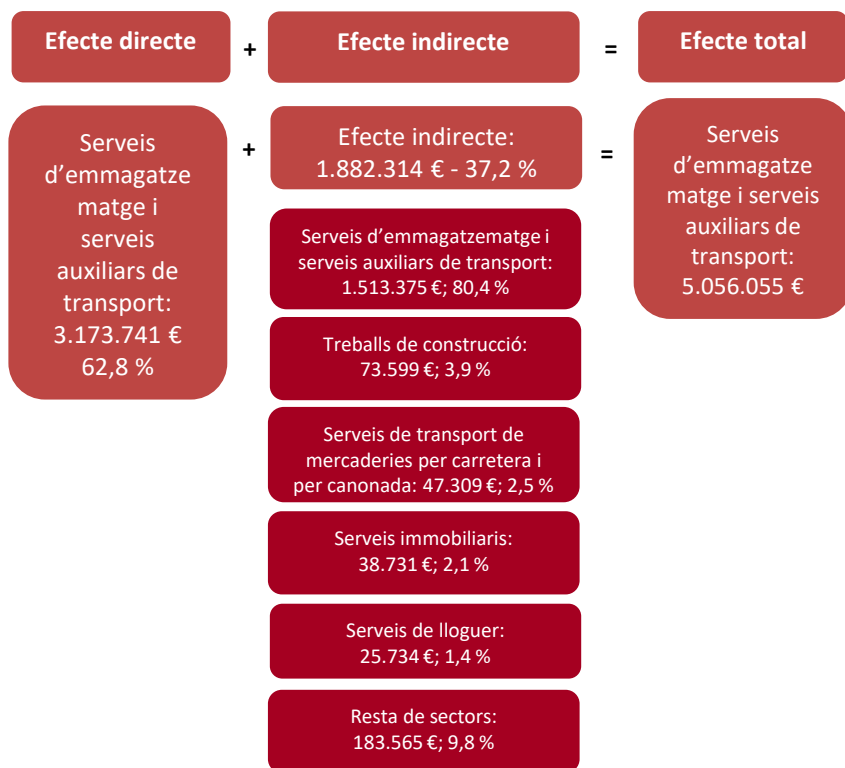 Efecte directe
+
Efecte indirecte
=
Efecte total
Serveis
d’emmagatze
matge i
serveis
auxiliars de
transport:
3.173.741 €
62,8 %
+
Efecte indirecte:
1.882.314 € - 37,2 %
=
Serveis
d’emmagatze
matge i serveis
auxiliars de
transport:
5.056.055 €
Serveis d’emmagatzematge i
serveis auxiliars de transport:
1.513.375 €; 80,4 %
Treballs de construcció:
73.599 €; 3,9 %
Serveis de transport de
mercaderies per carretera i
per canonada: 47.309 €; 2,5 %
Serveis immobiliaris:
38.731 €; 2,1 %
Serveis de lloguer:
25.734 €; 1,4 %
Resta de sectors:
183.565 €; 9,8 %